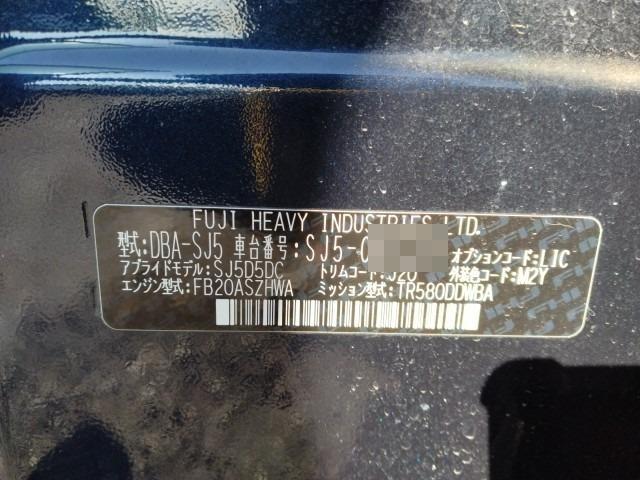 FUJI HEAVY INDUSTRIES LTD.
型式:DBA-SJ5 車台番号:SJ5-0 オプションコード:LIC
アプライドモデル:SJ5D5DC トリムコード:J20 外装色コード:M2Y
エンジン型式:FB20ASZHWA ミッション型式:TR580DDWBA